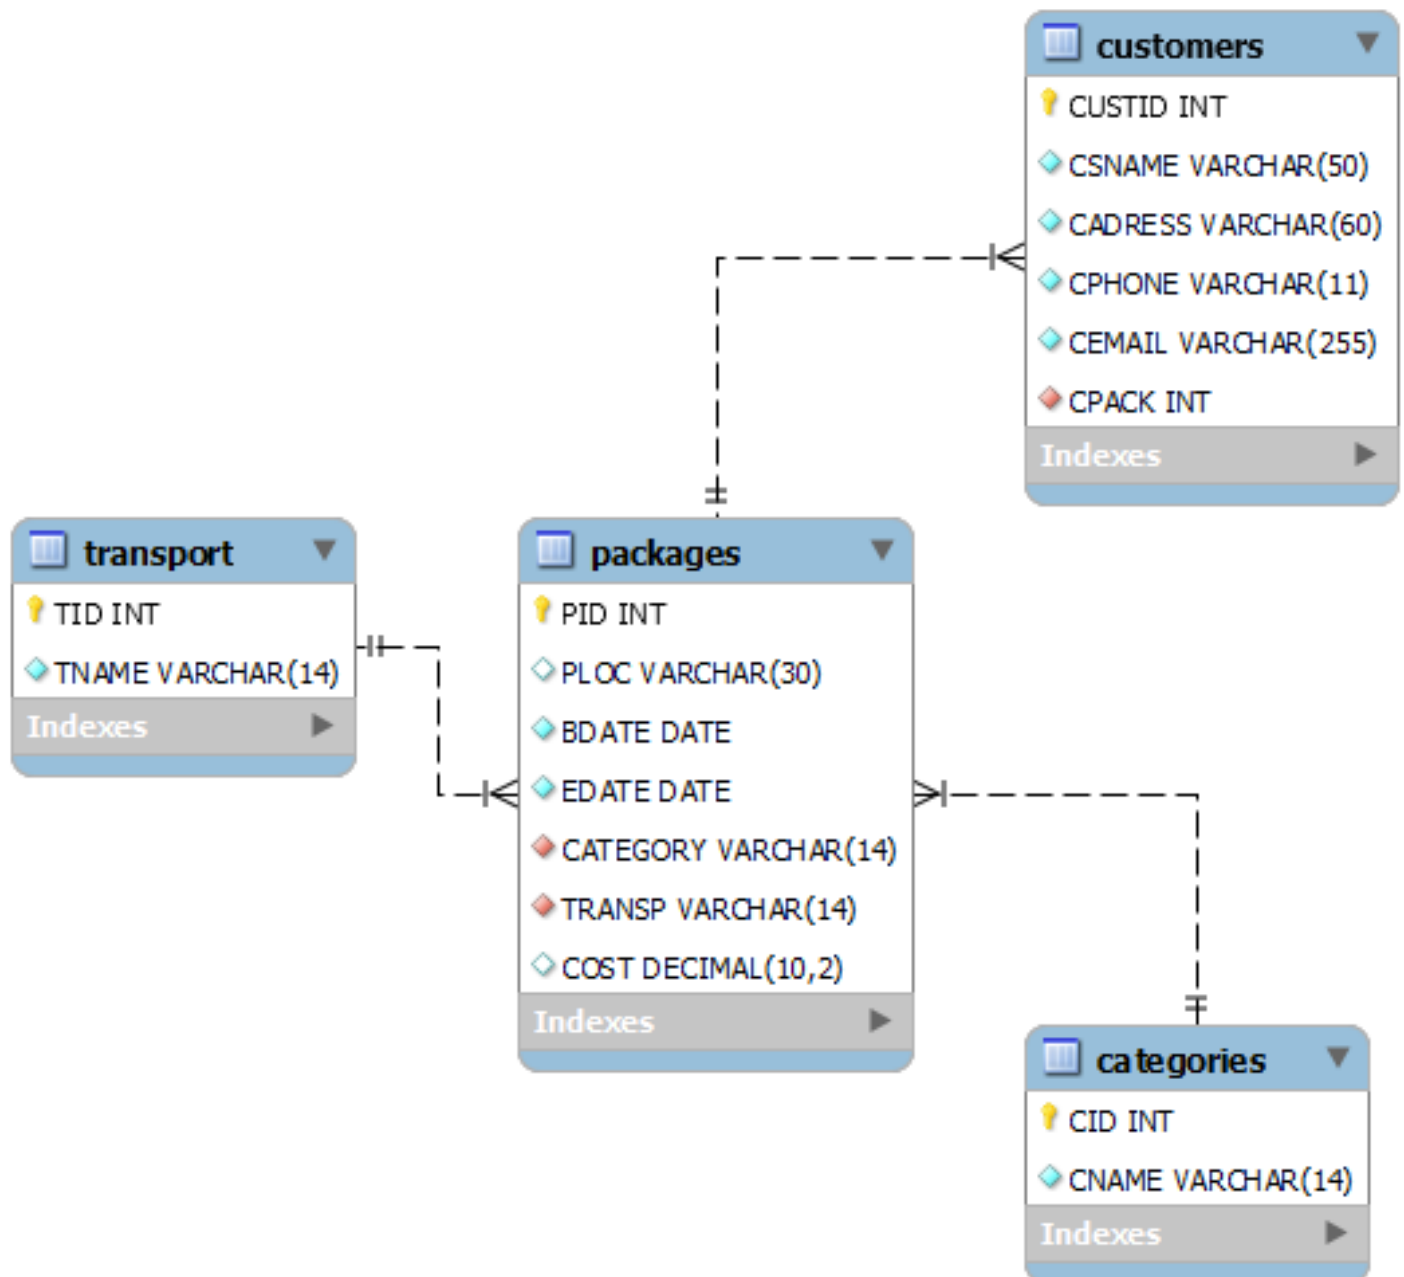 customers
CUSTID INT
CSNAME VARCHAR(50)
CADRESS VARCHAR(60)
CPHONE VARCHAR(11)
CEMAIL VARCHAR(255)
CPACK INT
Indexes
transport
TID INT
TNAME VARCHAR(14)
Indexes
packages
PID INT
PLOC VARCHAR(30)
BDATE DATE
EDATE DATE
CATEGORY VARCHAR(14)
TRANSP VARCHAR(14)
COST DECIMAL(10,2)
Indexes
categories
CID INT
CNAME VARCHAR(14)
Indexes